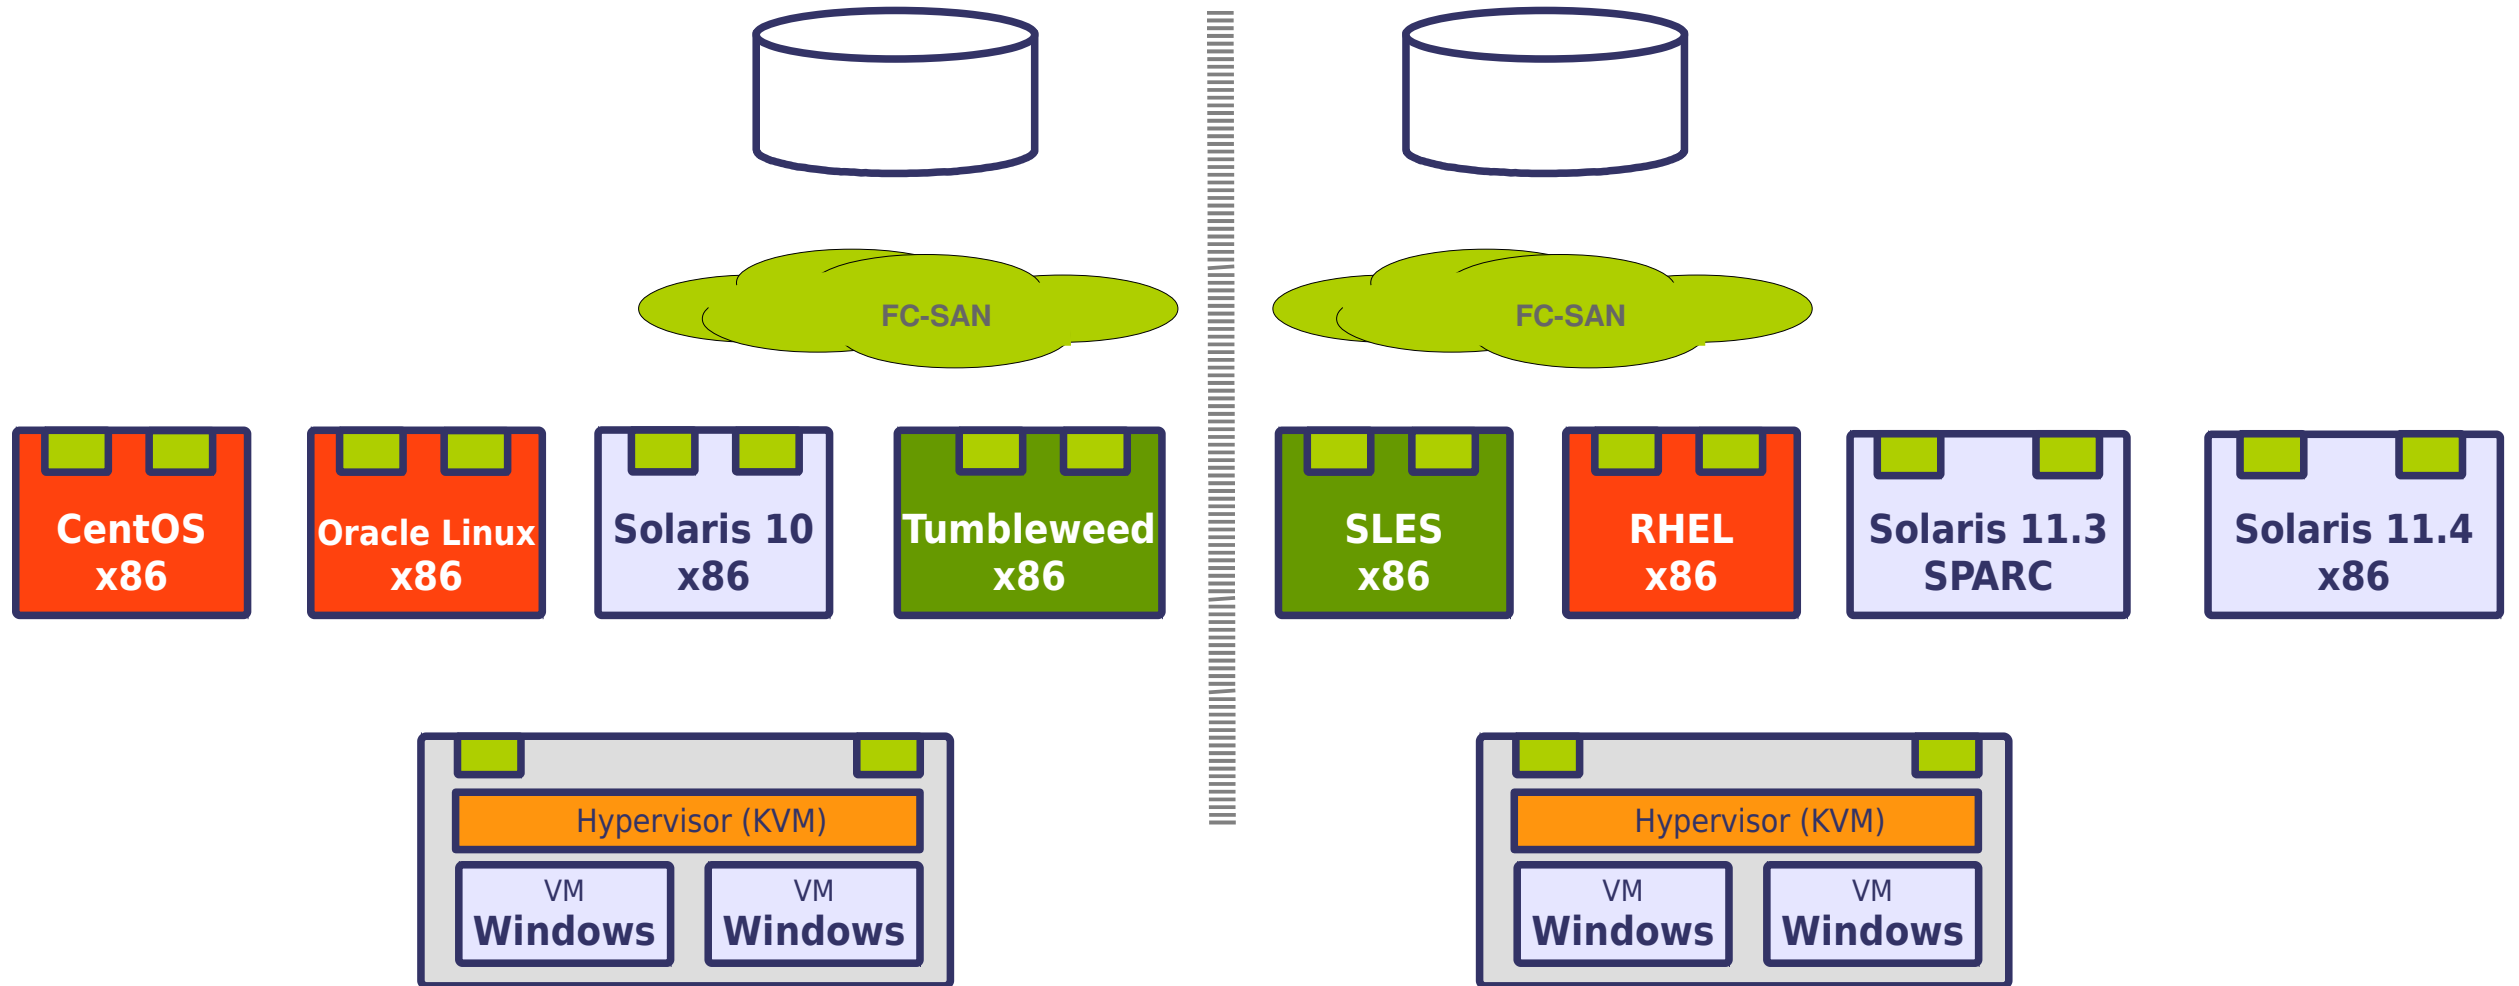 FC-SAN
FC-SAN
CentOS
x86
Oracle Linux
x86
Solaris 10
x86
Tumbleweed
x86
SLES
x86
RHEL
x86
Solaris 11.3
SPARC
Solaris 11.4
x86
Hypervisor (KVM)
VM
Windows
VM
Windows
Hypervisor (KVM)
VM
Windows
VM
Windows